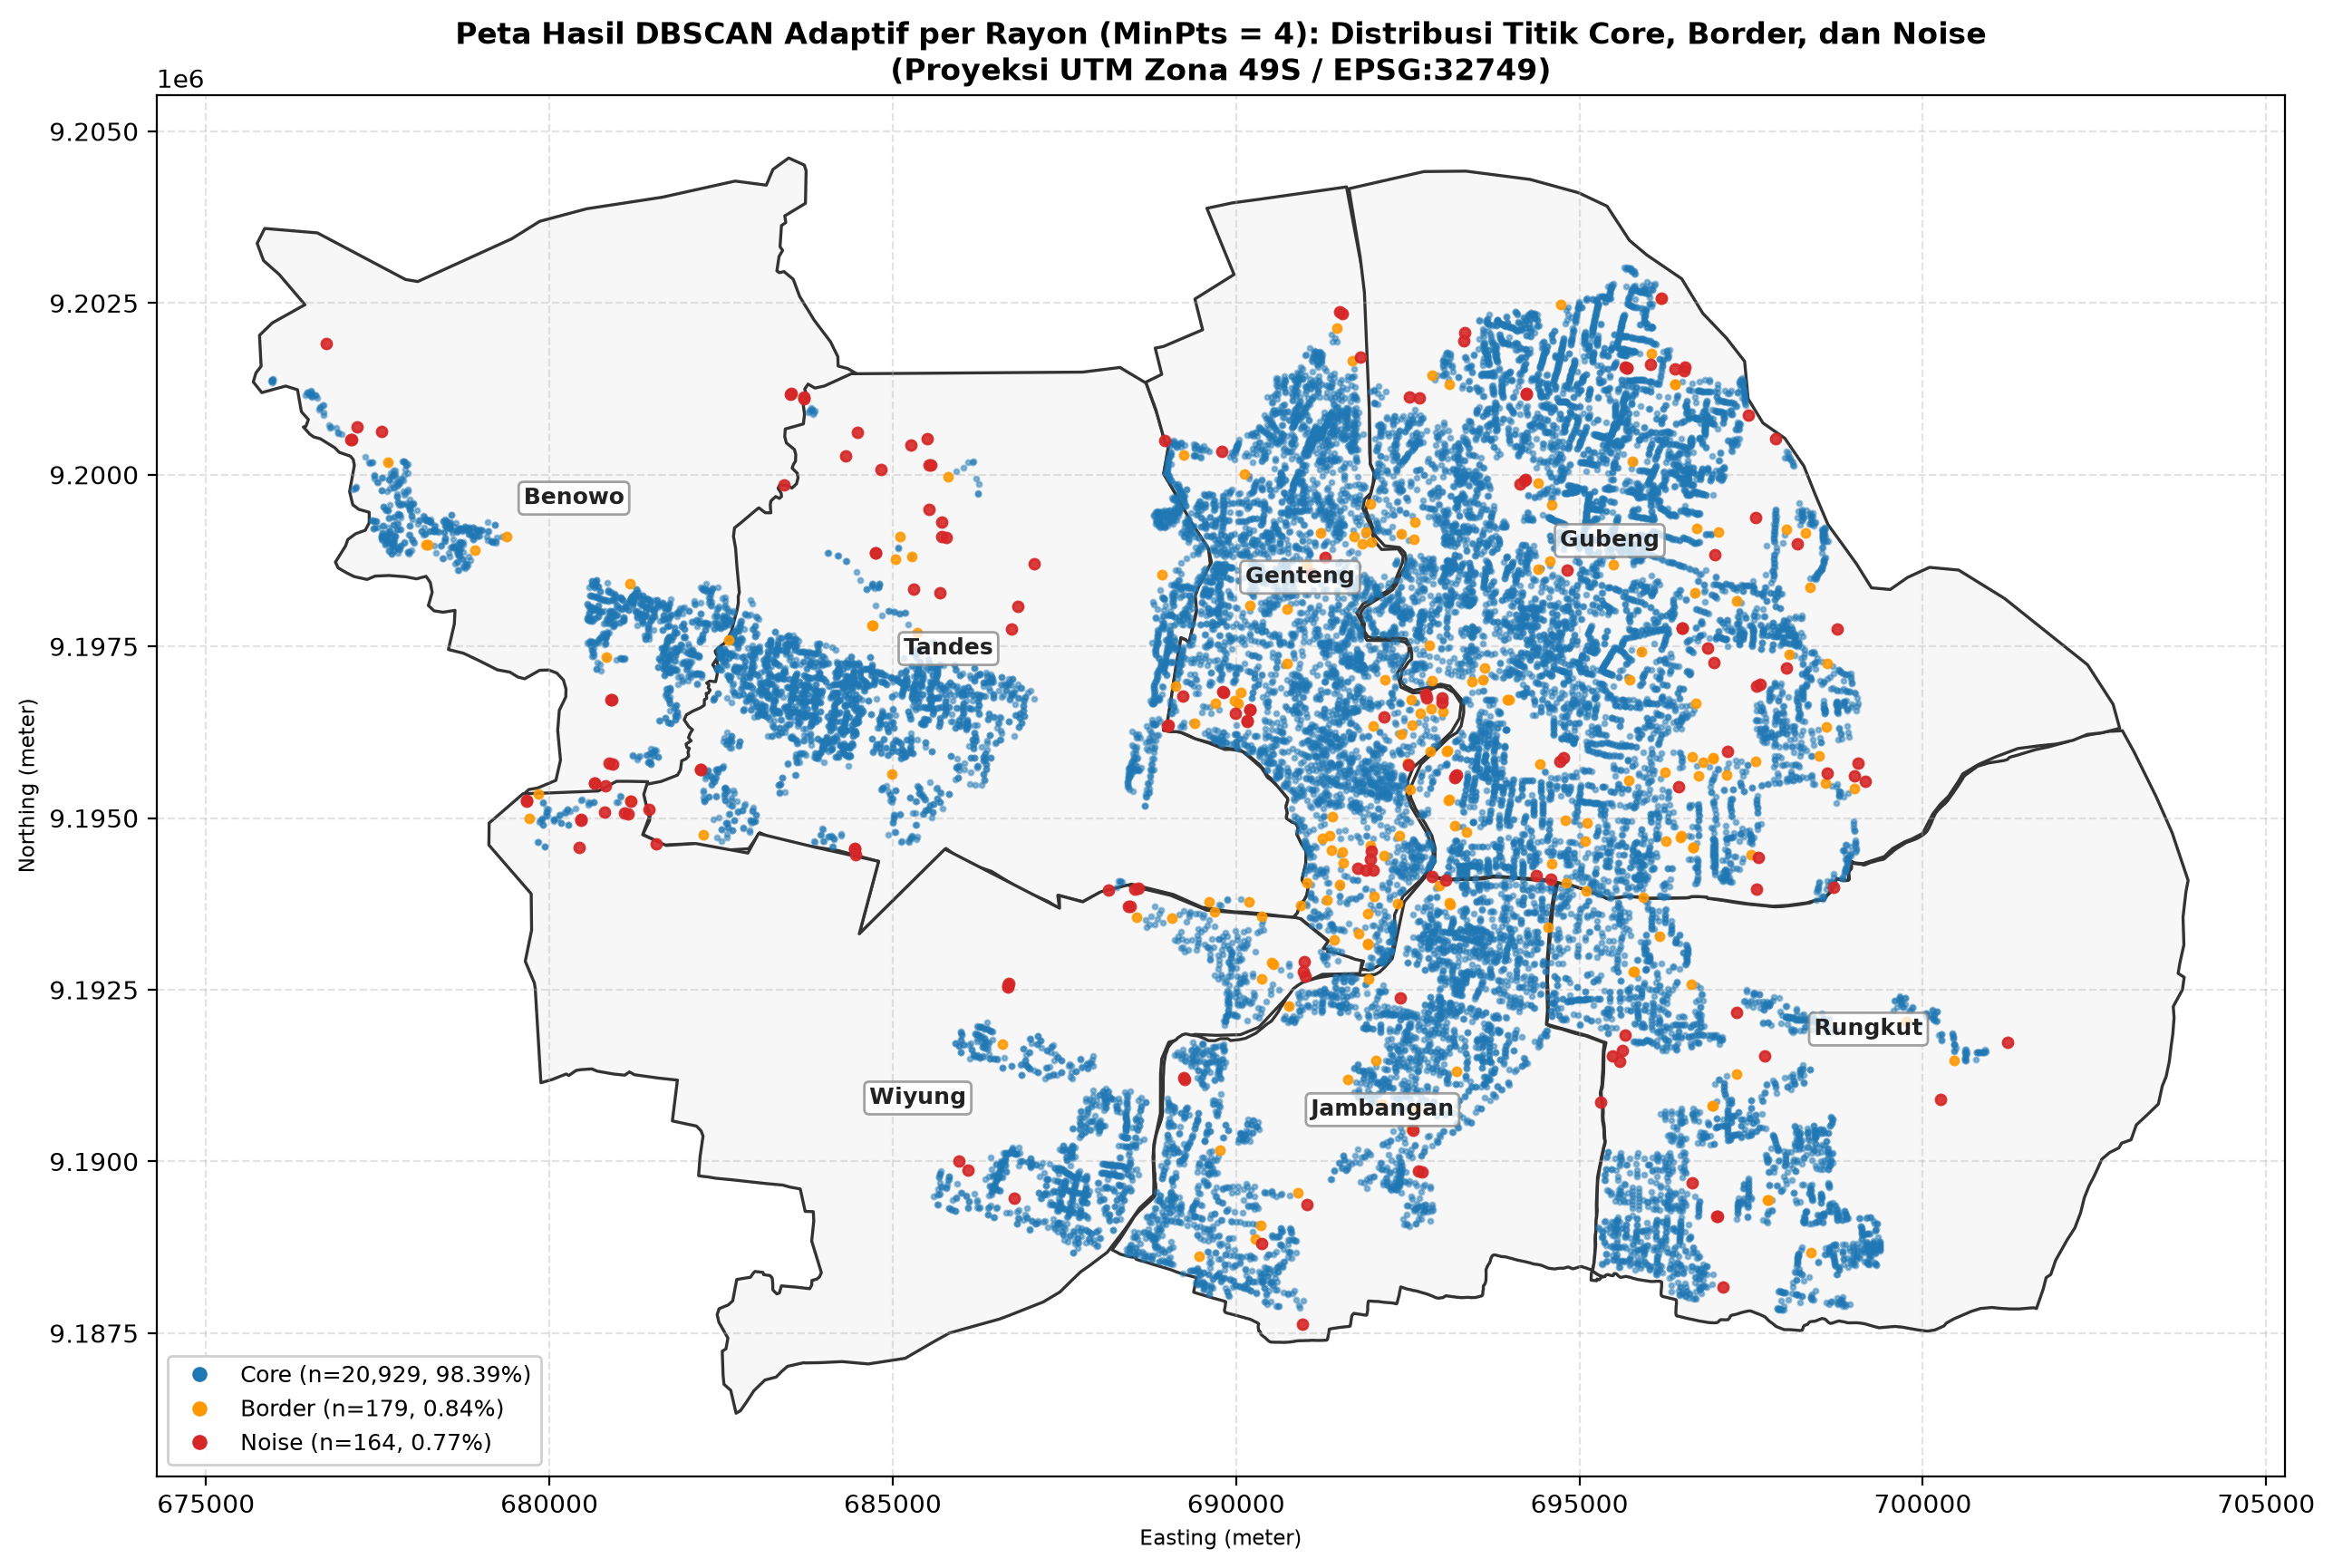 Peta Hasil DBSCAN Adaptif per Rayon (MinPts = 4): Distribusi Titik Core, Border, dan Noise
(Proyeksi UTM Zona 49S / EPSG:32749)
1e6
9.2050
9.2025
9.2000
9.1975
9.1950
9.1925
9.1900
9.1875
Northing (meter)
Benowo
Gubeng
Genteng
Tandes
Rungkut
Wiyung
Jambangan
Core (n=20,929, 98.39%)
Border (n=179, 0.84%)
Noise (n=164, 0.77%)
675000 680000 685000 690000 695000 700000 705000
Easting (meter)